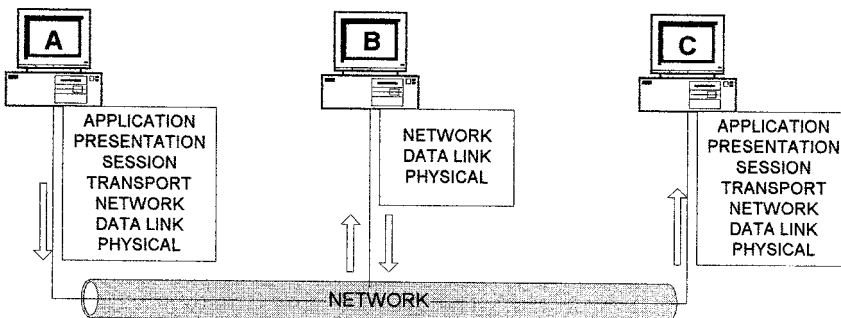 A
B
C
APPLICATION
PRESENTATION
SESSION
TRANSPORT
NETWORK
DATA LINK
PHYSICAL
NETWORK
DATA LINK
PHYSICAL
APPLICATION
PRESENTATION
SESSION
TRANSPORT
NETWORK
DATA LINK
PHYSICAL
NETWORK